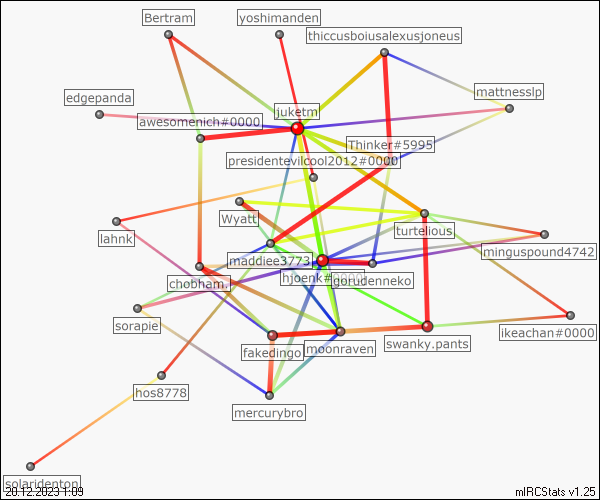 Bertram
yoshimanden
thiccusboiusalexusjoneus
mattnesslp
edgepanda
juketm
awesomenich#0000
Thinker#5995
presidentevilcool2012#0000
Wyatt
turtelious
lahnk
minguspound4742
maddiee3773
hjoenk#0000
gorudenneko
chobham.
sorapie
ikeachan#0000
swanky.pants
moonraven
fakedingo
hos8778
mercurybro
solaridenton
20.12.2023 1:09
mIRCStats v1.25